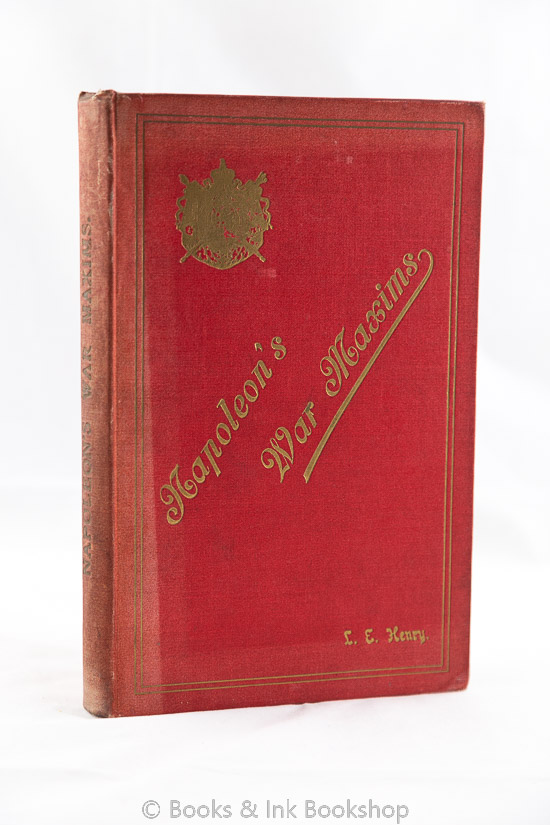 NAPOLEON'S WAR MAXIMS.
Napoleon's
War Maxims
L. E. Henry.
© Books & Ink Bookshop